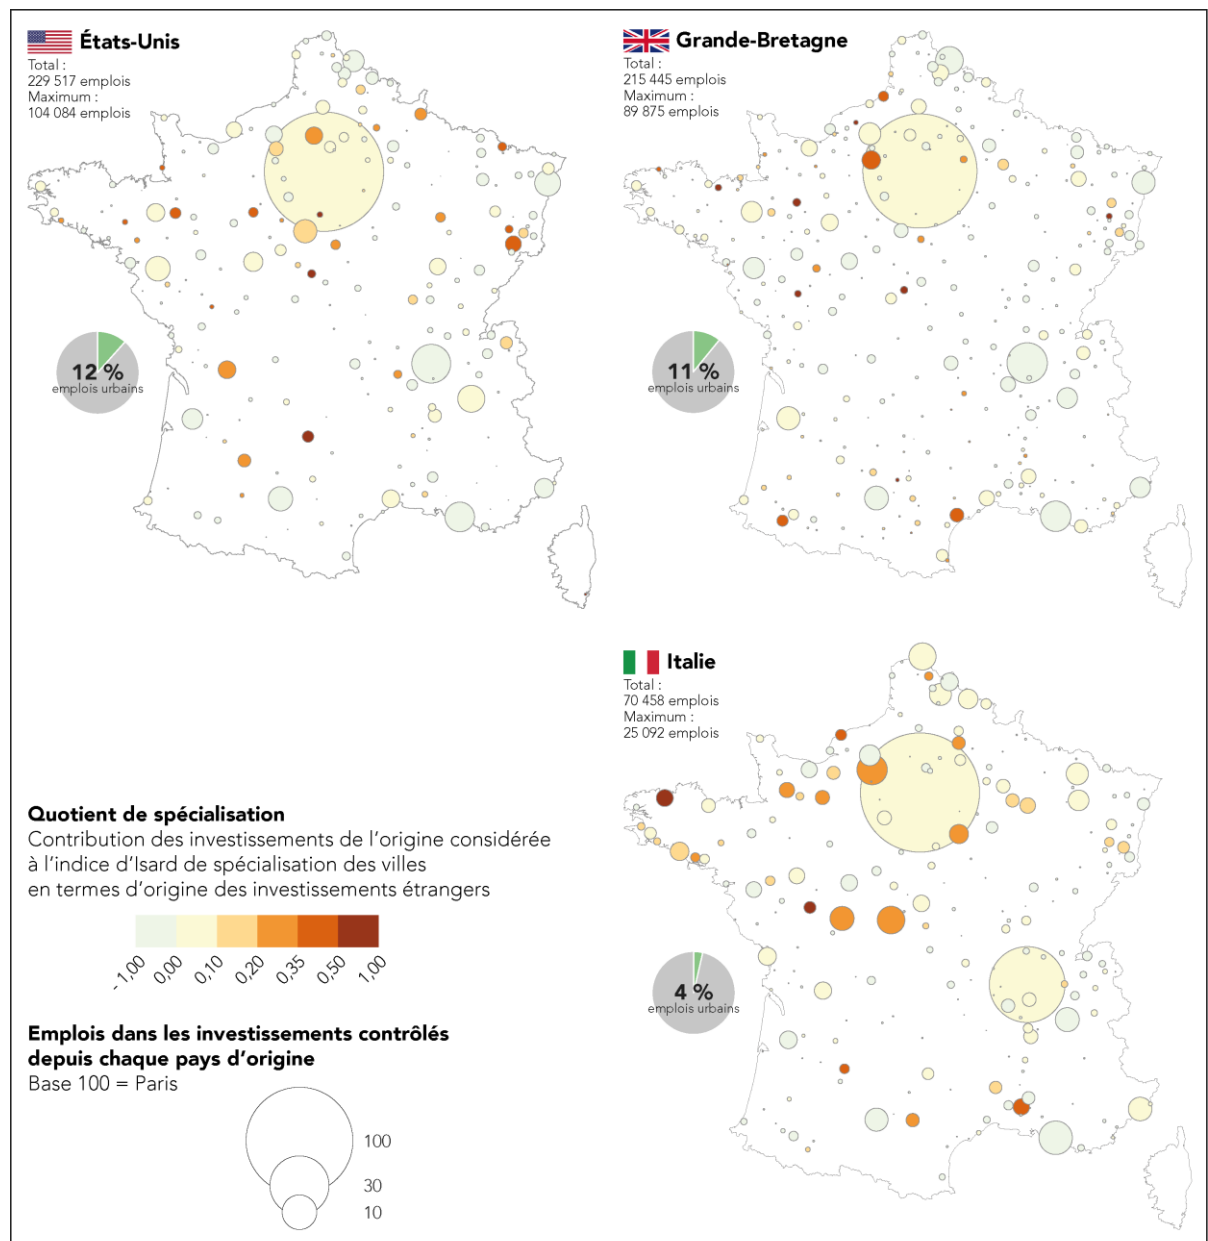 États-Unis
Total :
229 517 emplois
Maximum :
104 084 emplois
12 %
emplois urbains
Grande-Bretagne
Total :
215 445 emplois
Maximum :
89 875 emplois
11 %
emplois urbains
Italie
Total :
70 458 emplois
Maximum :
25 092 emplois
4 %
emplois urbains
Quotient de spécialisation
Contribution des investissements de l'origine considérée
à l'indice d'Isard de spécialisation des villes
en termes d'origine des investissements étrangers
-1,00 0,00 0,10 0,20 0,35 0,50 1,00
Emplois dans les investissements contrôlés
depuis chaque pays d'origine
Base 100 = Paris
100
30
10